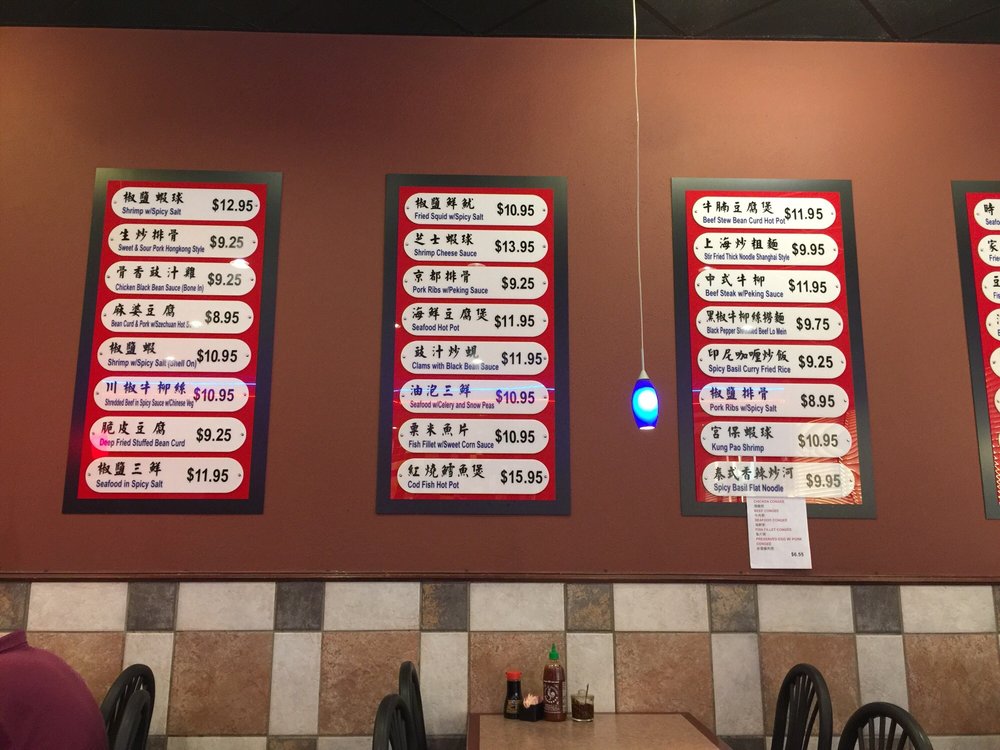 椒鹽蝦球
Shrimp w/Spicy Salt
$12.95
生炒排骨
Sweet & Sour Pork Hongkong Style
$9.25
骨香豉汁雞
Chicken Black Bean Sauce (Bone In)
$9.25
麻婆豆腐
Bean Curd & Pork w/Szechuan Hot
$8.95
椒鹽蝦
Shrimp w/Spicy Salt (Shell On)
$10.95
川椒牛柳絲
Shredded Beef in Spicy Sauce w/Chinese Veg
$10.95
脆皮豆腐
Deep Fried Stuffed Bean Curd
$9.25
椒鹽三鮮
Seafood in Spicy Salt
$11.95
椒鹽鮮魷
Fried Squid w/Spicy Salt
$10.95
芝士蝦球
Shrimp Cheese Sauce
$13.95
京都排骨
Pork Ribs w/Peking Sauce
$9.25
海鮮豆腐煲
Seafood Hot Pot
$11.95
豉汁炒蜆
Clams with Black Bean Sauce
$11.95
油泡三鮮
Seafood w/Celery and Snow Peas
$10.95
粟米魚片
Fish Fillet w/Sweet Corn Sauce
$10.95
紅燒鱈魚煲
Cod Fish Hot Pot
$15.95
牛腩豆腐煲
Beef Stew Bean Curd Hot Pot
$11.95
上海炒粗麵
Stir Fried Thick Noodle Shanghai Style
$9.95
中式牛柳
Beef Steak w/Peking Sauce
$11.95
黑椒牛柳絲撈麵
Black Pepper Shredded Beef Lo Mein
$9.75
印尼咖喱炒飯
Spicy Basil Curry Fried Rice
$9.25
椒鹽排骨
Pork Ribs w/Spicy Salt
$8.95
宮保蝦球
Kung Pao Shrimp
$10.95
泰式香辣炒河
Spicy Basil Flat Noodle
$9.95
CHICKEN CONGEE
BEEF CONGEE
SEAFOOD CONGEE
FISH FILLET CONGEE
PRESERVED EGG W/ PORK
CONGEE
$6.55
時
Seafo
家